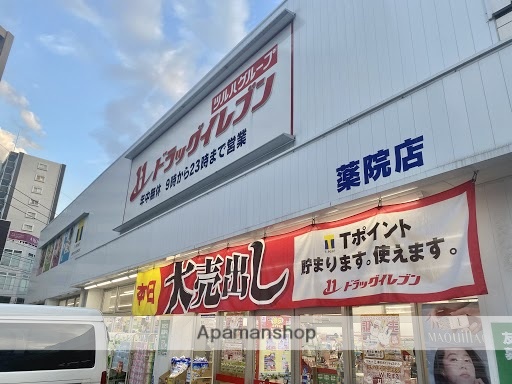 ツルハグループ
ドラッグイレブン
年中無休 9時から23時まで営業
薬院店
本日
大売出し
Tポイント
貯まります。使えます。
ドラッグイレブン
MAQuillAGE
APAMANSHOP